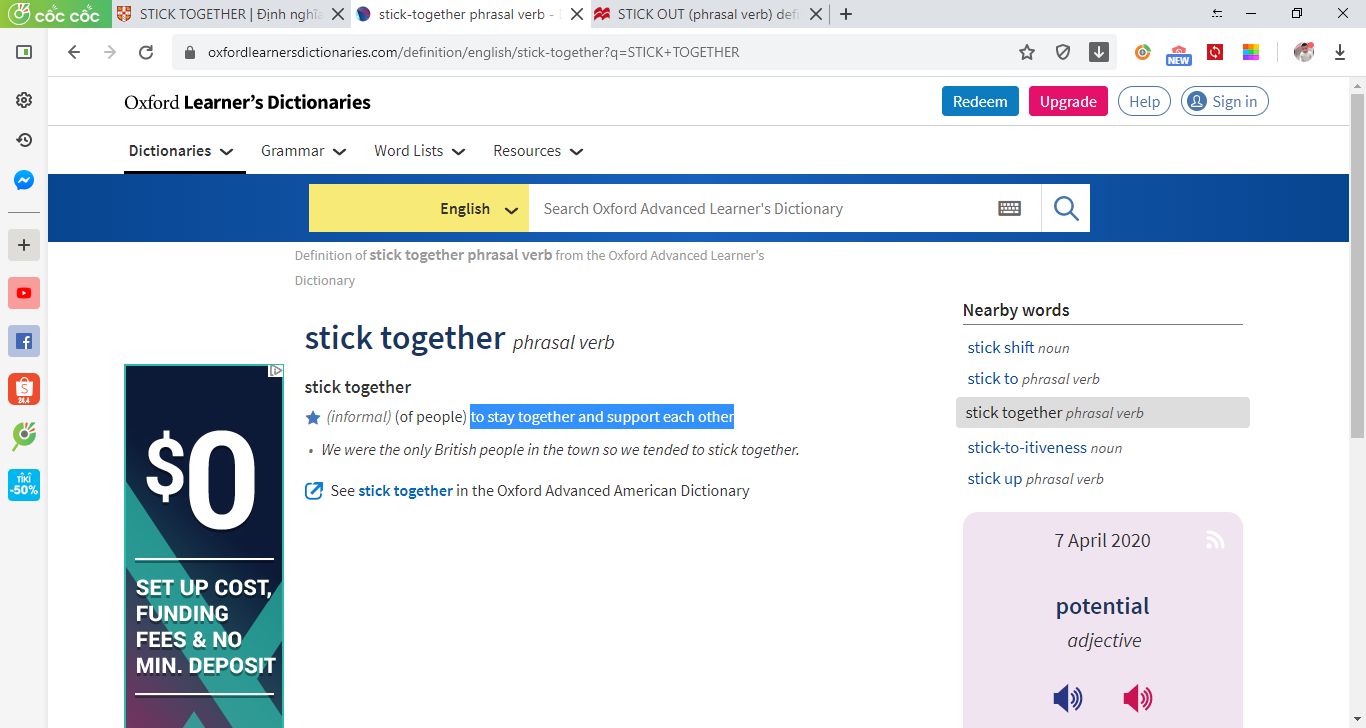 cốc cốc
STICK TOGETHER | Định nghĩa
stick-together phrasal verb -
STICK OUT (phrasal verb) defi
oxfordlearnersdictionaries.com/definition/english/stick-together?q=STICK+TOGETHER
NEW
Oxford Learner's Dictionaries
Redeem
Upgrade
Help
Sign in
Dictionaries
Grammar
Word Lists
Resources
English
Search Oxford Advanced Learner's Dictionary
Definition of stick together phrasal verb from the Oxford Advanced Learner's
Dictionary
stick together phrasal verb
stick together
(informal) (of people) to stay together and support each other
• We were the only British people in the town so we tended to stick together.
See stick together in the Oxford Advanced American Dictionary
Nearby words
stick shift noun
stick to phrasal verb
stick together phrasal verb
stick-to-itiveness noun
stick up phrasal verb
7 April 2020
potential
adjective
$0
SET UP COST,
FUNDING
FEES & NO
MIN. DEPOSIT
S
24.4
TIKI
-50%